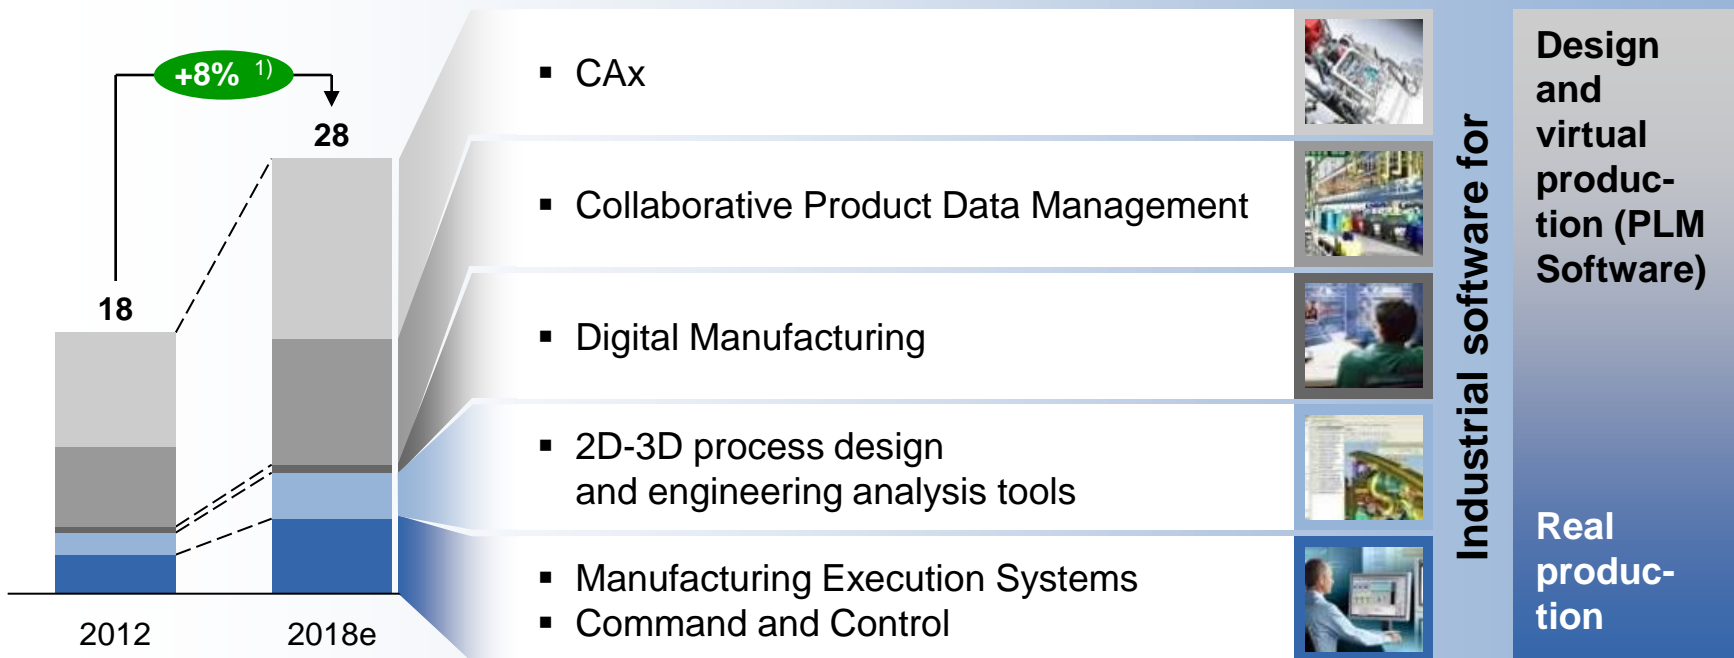 +8% 1)
28
18
2012
2018e
▪ CAx
▪ Collaborative Product Data Management
▪ Digital Manufacturing
▪ 2D-3D process design
and engineering analysis tools
▪ Manufacturing Execution Systems
▪ Command and Control
Industrial software for
Design
and
virtual
produc-
tion (PLM
Software)
Real
produc-
tion